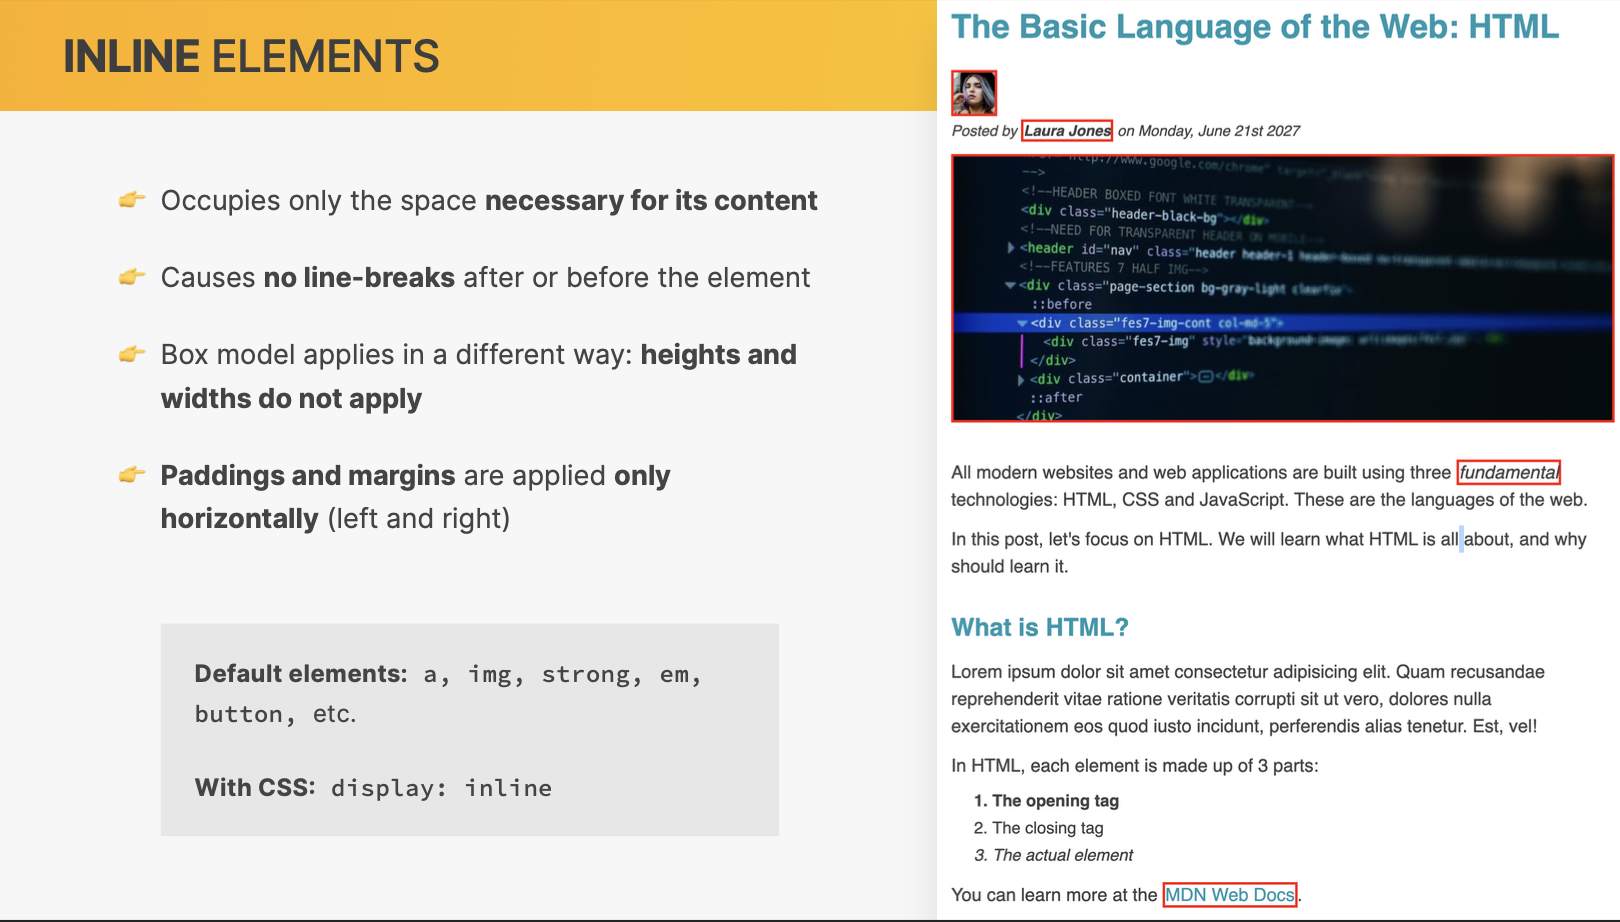 INLINE ELEMENTS
👉 Occupies only the space necessary for its content
👉 Causes no line-breaks after or before the element
👉 Box model applies in a different way: heights and
widths do not apply
👉 Paddings and margins are applied only
horizontally (left and right)
Default elements: a, img, strong, em,
button, etc.
With CSS: display: inline
The Basic Language of the Web: HTML
Posted by Laura Jones on Monday, June 21st 2027
http://www.google.com/chrome"
-->
<!--HEADER BOXED FONT WHITE TRANSPARENT-->
<div class="header-black-bg"></div>
<!--NEED FOR TRANSPARENT HEADER ON MOBILE-->
<header id="nav" class="header header-1
<!--FEATURES 7 HALF IMG-->
<div class="page-section bg-gray-light clearfix">
::before
<div class="fes7-img-cont col-md-5">
<div class="fes7-img" style="background-image:
</div>
<div class="container"></div>
::after
</div>
All modern websites and web applications are built using three fundamental
technologies: HTML, CSS and JavaScript. These are the languages of the web.
In this post, let's focus on HTML. We will learn what HTML is all about, and why
should learn it.
What is HTML?
Lorem ipsum dolor sit amet consectetur adipisicing elit. Quam recusandae
reprehenderit vitae ratione veritatis corrupti sit ut vero, dolores nulla
exercitationem eos quod iusto incidunt, perferendis alias tenetur. Est, vel!
In HTML, each element is made up of 3 parts:
1. The opening tag
2. The closing tag
3. The actual element
You can learn more at the MDN Web Docs.